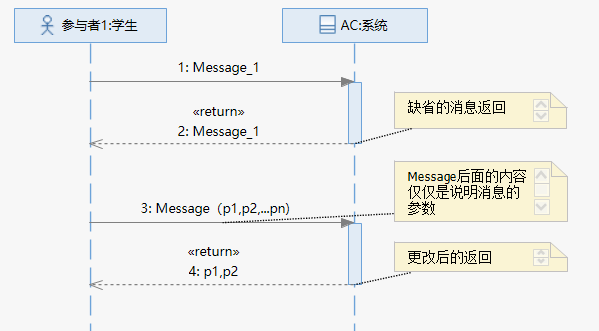 参与者1:学生
AC:系统
1: Message_1
缺省的消息返回
«return»
2: Message_1
Message后面的内容
仅仅是说明消息的
参数
3: Message（p1,p2,...pn)
«return»
更改后的返回
4: p1,p2